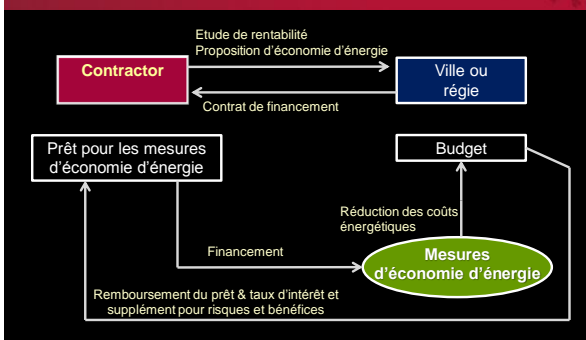 Etude de rentabilité
Proposition d'économie d'énergie
Contractor
Ville ou
régie
Contrat de financement
Prêt pour les mesures
d'économie d'énergie
Budget
Réduction des coûts
énergétiques
Financement
Mesures
d'économie d'énergie
Remboursement du prêt & taux d'intérêt et
supplément pour risques et bénéfices